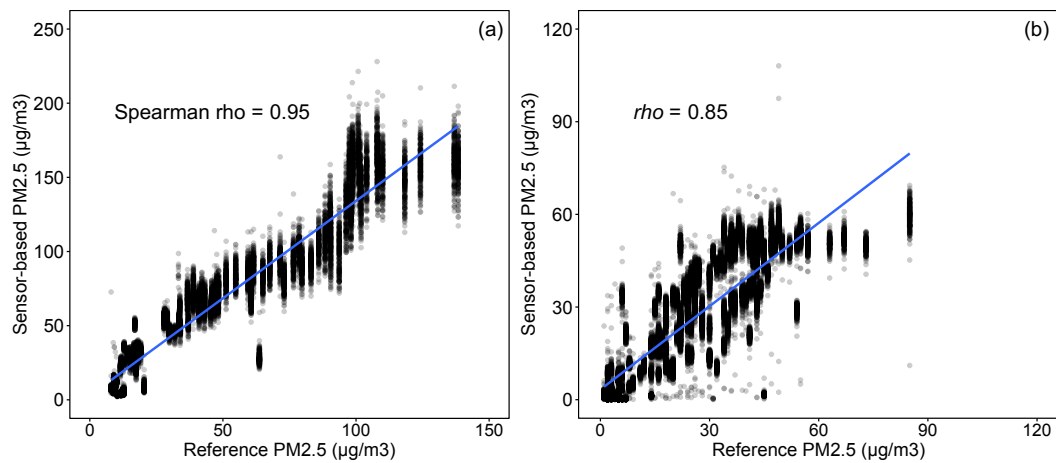 (a)
Spearman rho = 0.95
Sensor-based PM2.5 (µg/m3)
250
200
150
100
50
0
0 50 100 150
Reference PM2.5 (µg/m3)
(b)
rho = 0.85
Sensor-based PM2.5 (µg/m3)
120
90
60
30
0
0 30 60 90 120
Reference PM2.5 (µg/m3)